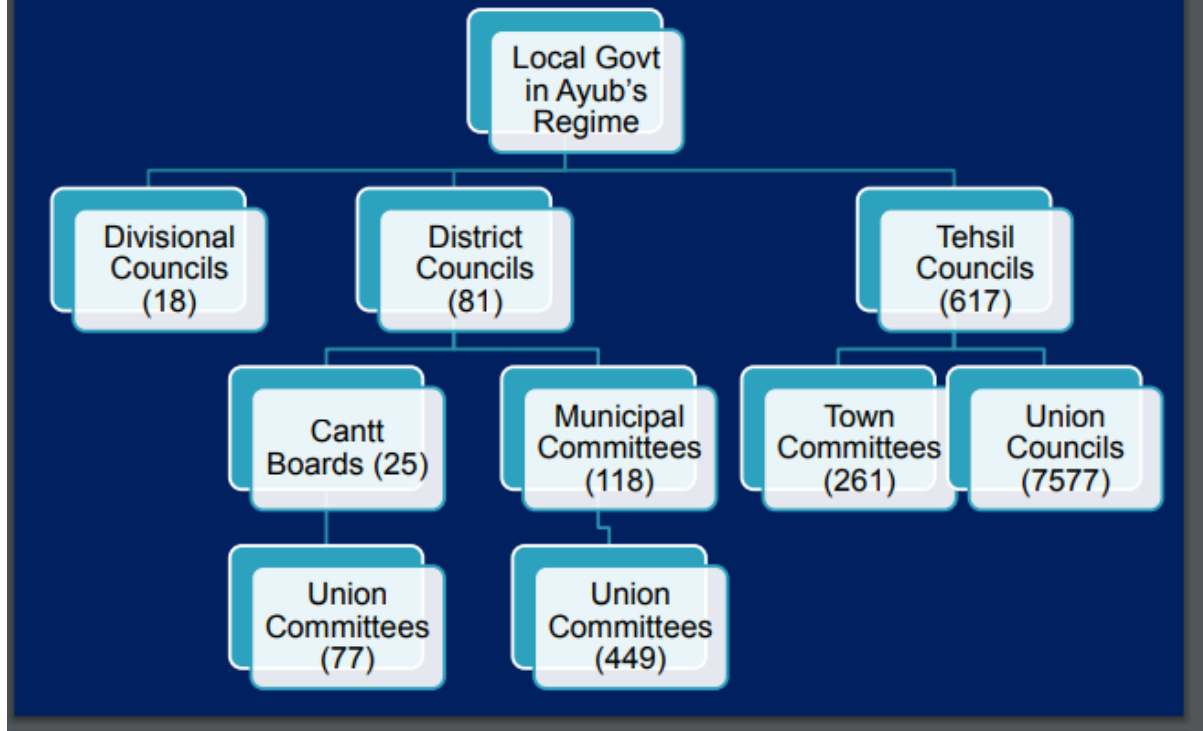 Local Govt
in Ayub's
Regime
Divisional
Councils
(18)
District
Councils
(81)
Tehsil
Councils
(617)
Cantt
Boards (25)
Municipal
Committees
(118)
Town
Committees
(261)
Union
Councils
(7577)
Union
Committees
(77)
Union
Committees
(449)